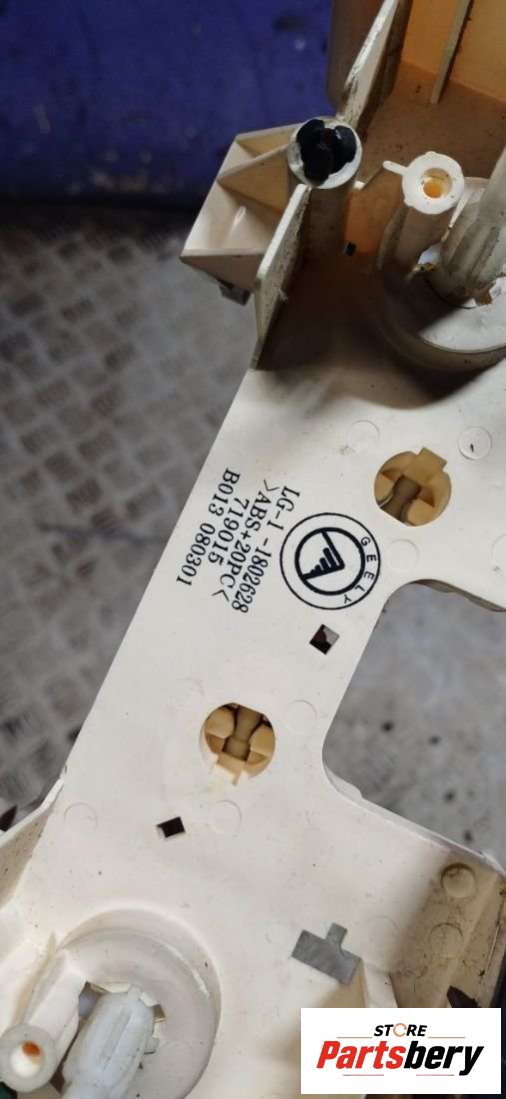 GEELY
LG-1 -1802628
>ABS+20PC<
719015
B013 080301
STORE
Partsbery